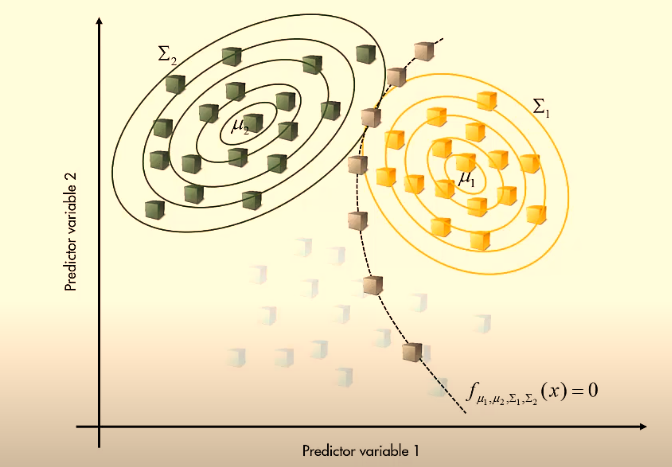 Σ₂
μ₂
Σ₁
μ₁
Predictor variable 2
f_{μ₁,μ₂,Σ₁,Σ₂}(x)=0
Predictor variable 1